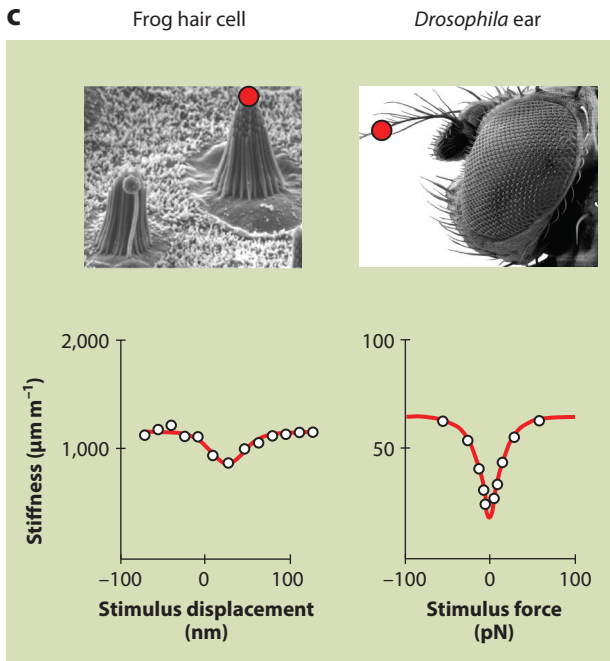 c
Frog hair cell
Drosophila ear
2,000
1,000
Stiffness (μm m⁻¹)
–100
0
100
Stimulus displacement
(nm)
100
50
–100
0
100
Stimulus force
(pN)